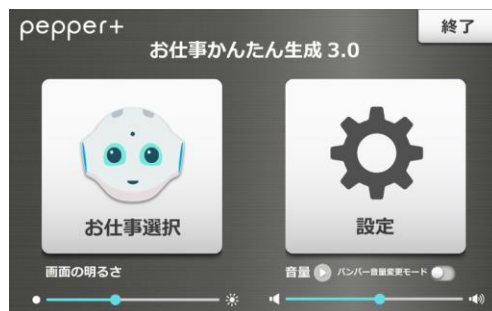 pepper+
終了
お仕事かんたん生成 3.0
お仕事選択
設定
画面の明るさ
音量 バンパー音量変更モード